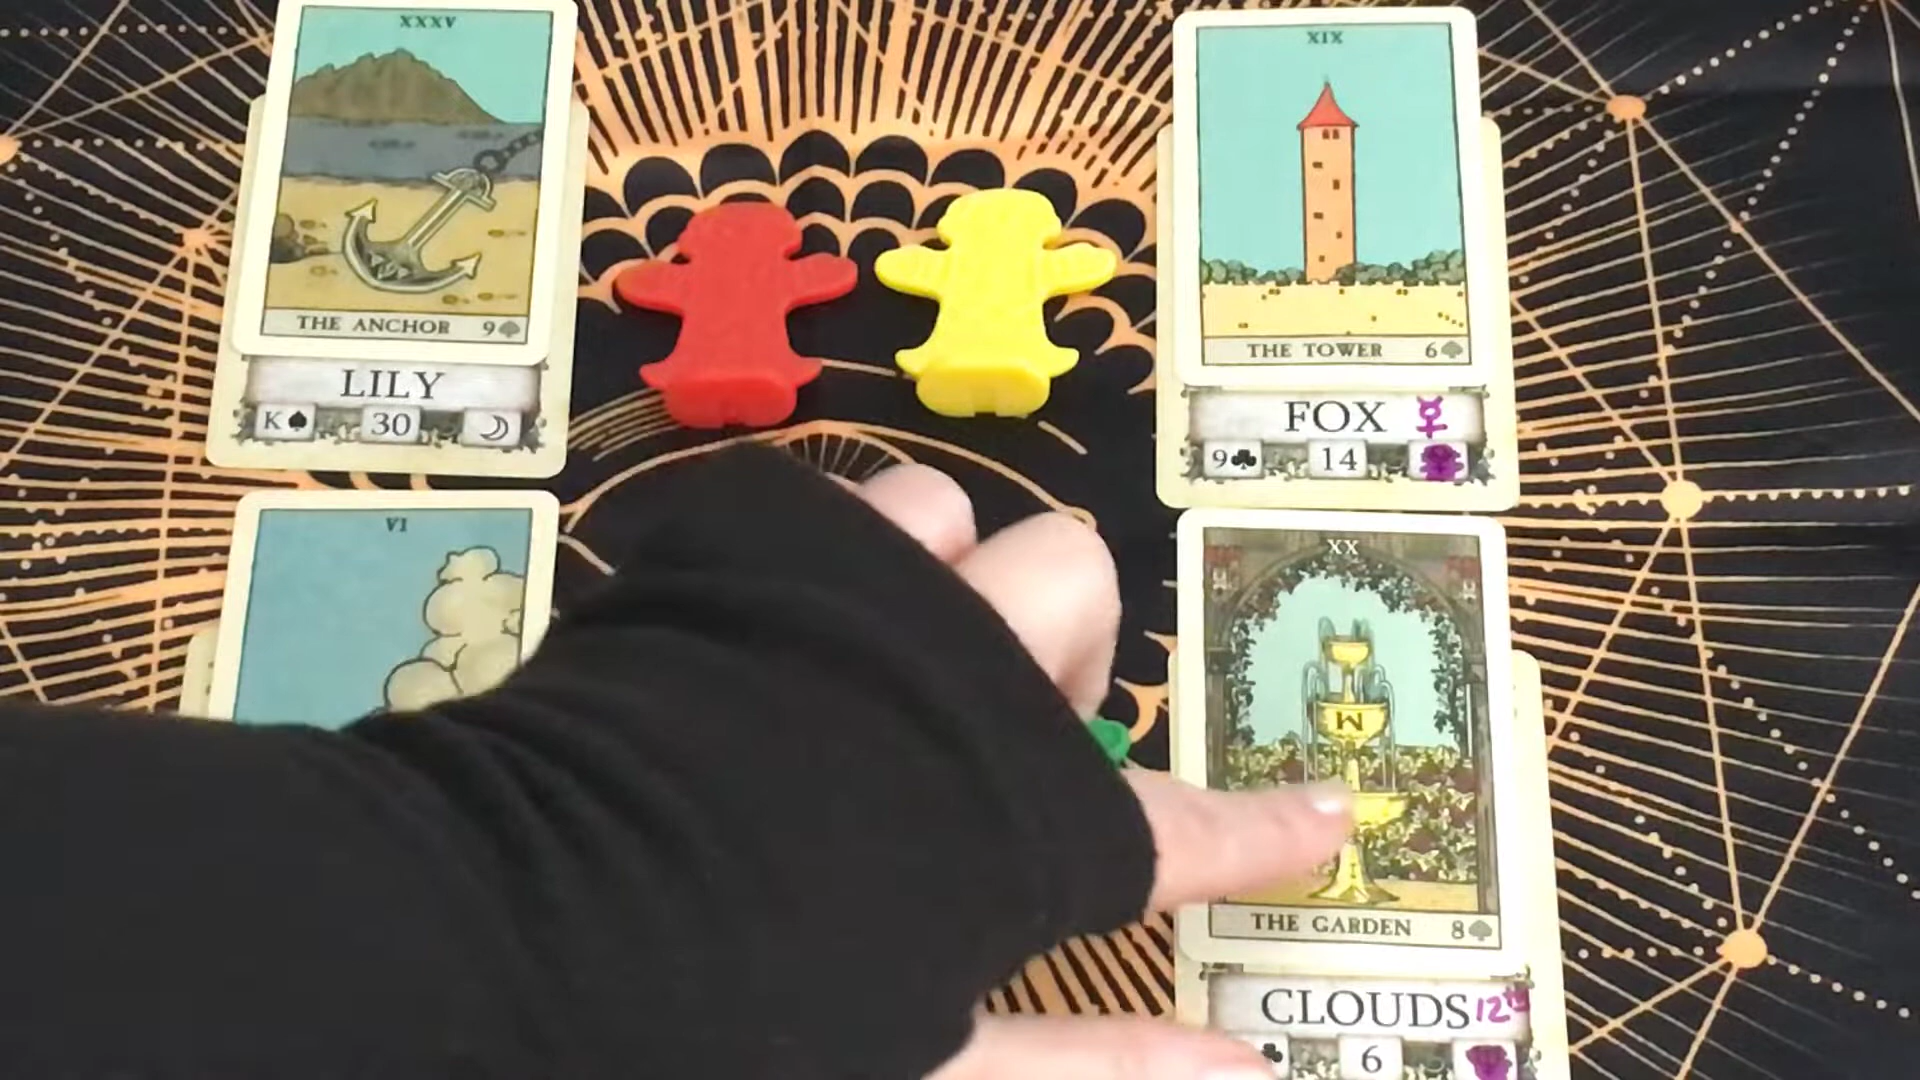 XXXV
THE ANCHOR 9
LILY
K 30
XIX
THE TOWER 6
FOX
9 14
VI
XX
M
THE GARDEN 8
CLOUDS 12th
6